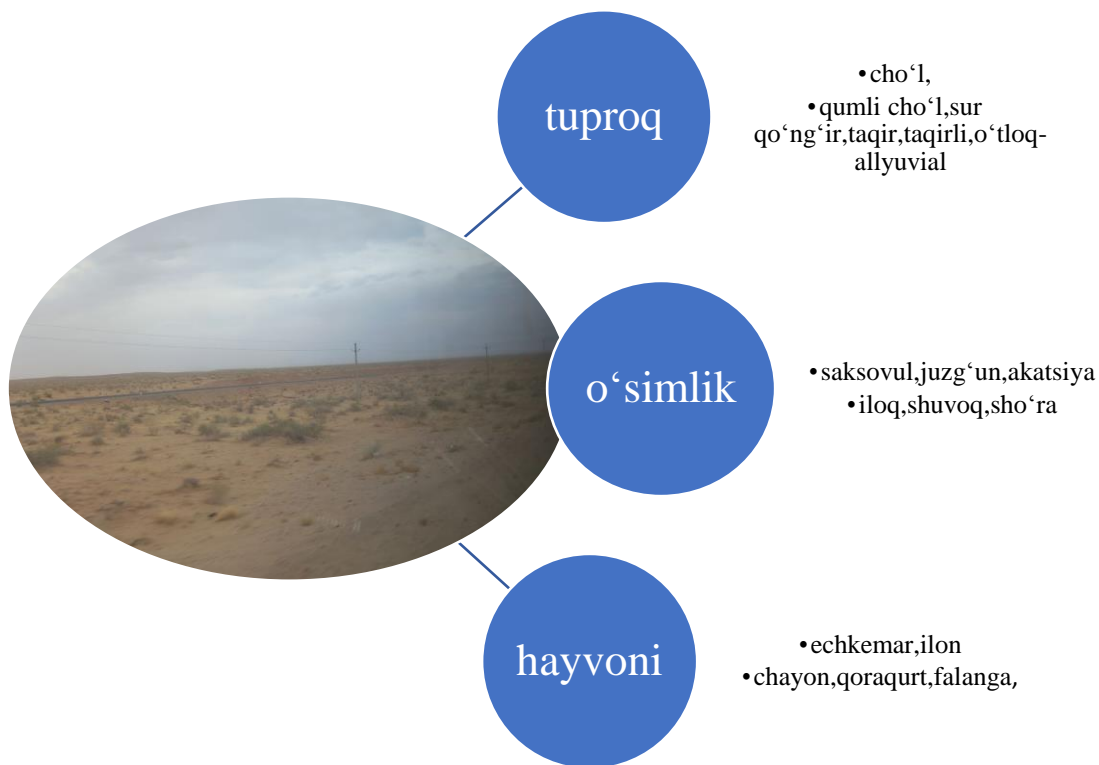 tuproq
•cho‘l,
•qumli cho‘l,sur
qo‘ng‘ir,taqir,taqirli,o‘tloq-
allyuvial
o‘simlik
•saksovul,juzg‘un,akatsiya
•iloq,shuvoq,sho‘ra
hayvoni
•echkemar,ilon
•chayon,qoraqurt,falanga,